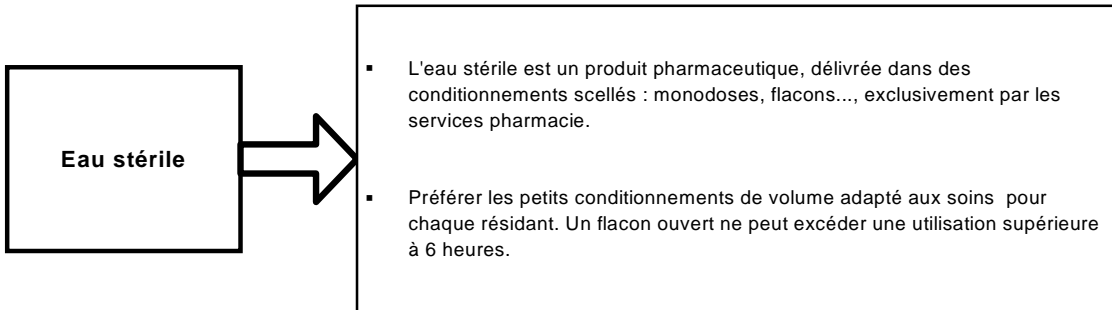 Eau stérile
▪ L'eau stérile est un produit pharmaceutique, délivrée dans des
conditionnements scellés : monodoses, flacons..., exclusivement par les
services pharmacie.
▪ Préférer les petits conditionnements de volume adapté aux soins pour
chaque résidant. Un flacon ouvert ne peut excéder une utilisation supérieure
à 6 heures.